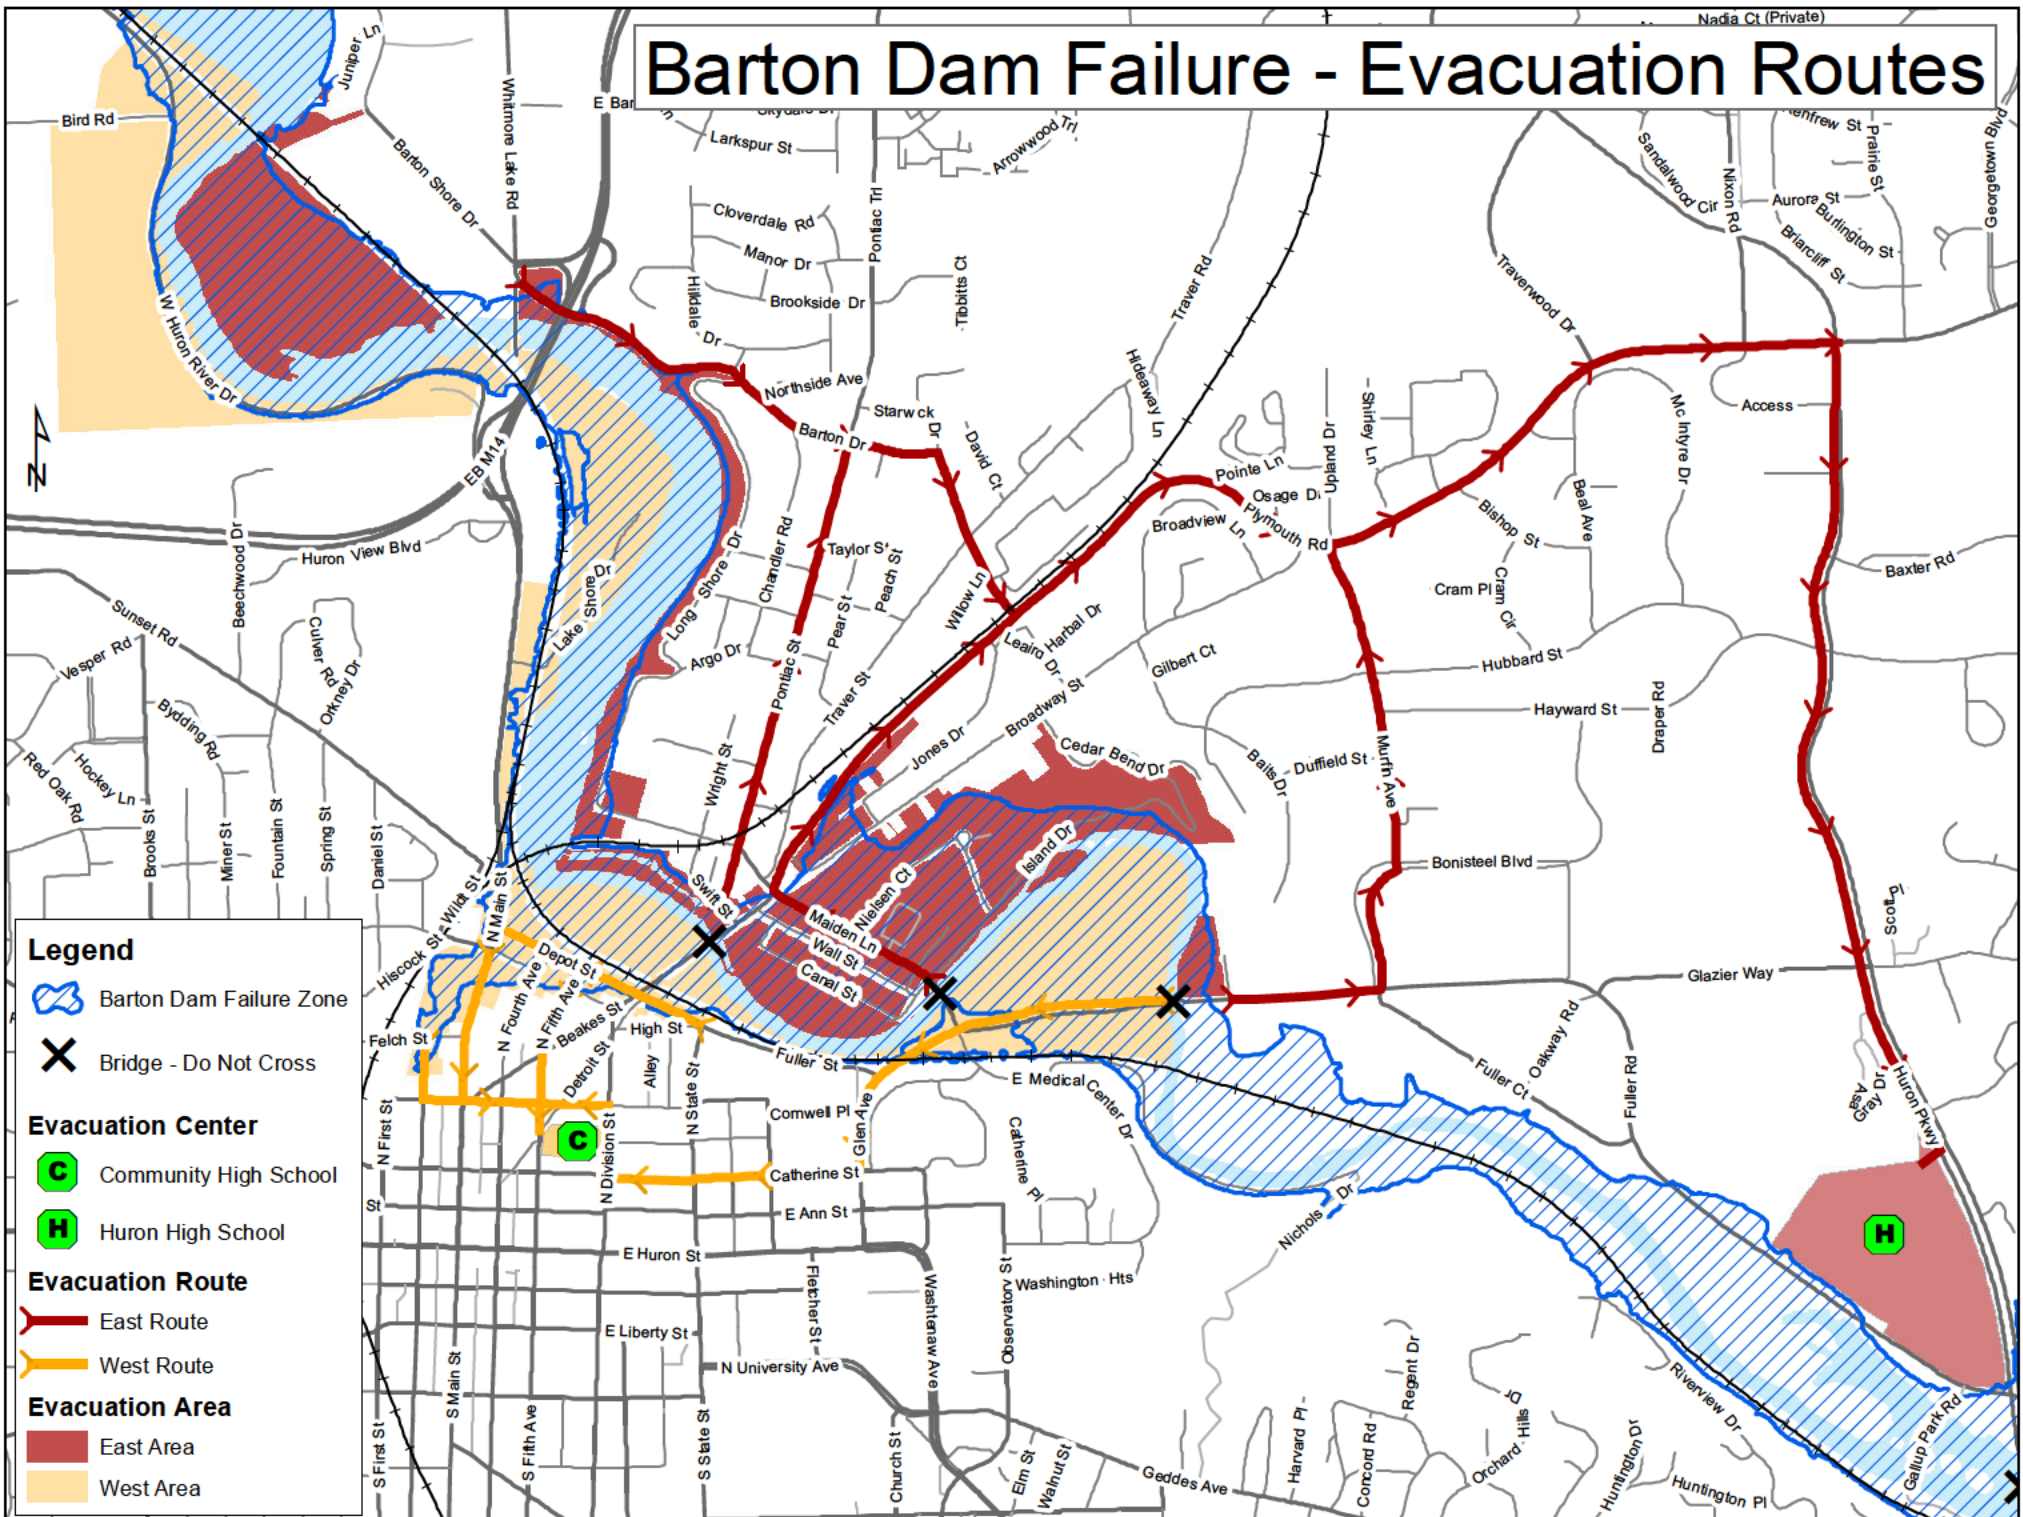 Barton Dam Failure - Evacuation Routes
Nadia Ct (Private)
Juniper Ln
Whitmore Lake Rd
E Bar
Bird Rd
Barton Shore Dr
Larkspur St
Arrowwood Trl
Pontiac Trl
Cloverdale Rd
Manor Dr
Brookside Dr
Hilldale Dr
Tibbitts Ct
Traver Rd
Sandalwood Cir
Nixon Rd
Prairie St
Aurora St
Burlington St
Briarcliff St
Georgetown Blvd
Traverwood Dr
W Huron River Dr
Northside Ave
Barton Dr
Starwick Dr
David Ct
Hideaway Ln
Pointe Ln
Osage Dr
Upland Dr
Shirley Ln
Access
Mc Intyre Dr
Beal Ave
Bishop St
Broadview Ln
Plymouth Rd
EB M14
Huron View Blvd
Beechwood Dr
Sunset Rd
Vesper Rd
Culver Rd
Orkney Dr
Bydding Rd
Red Oak Rd
Hockey Ln
Brooks St
Miner St
Fountain St
Spring St
Daniel St
Lake Shore Dr
Long Shore Dr
Chandler Rd
Taylor St
Peach St
Pear St
Argo Dr
Pontiac St
Traver St
Wright St
Willow Ln
Leaird Dr
Harbal Dr
Gilbert Ct
Broadway St
Jones Dr
Cedar Bend Dr
Baits Dr
Duffield St
Murfin Ave
Cram Pl
Cram Cir
Hubbard St
Hayward St
Draper Rd
Baxter Rd
Bonisteel Blvd
Island Dr
Nielsen Ct
Maiden Ln
Wall St
Canal St
Swift St
Wildt St
N Main St
Hiscock St
Depot St
N Fourth Ave
N Fifth Ave
Beakes St
High St
Felch St
Detroit St
Alley
Fuller St
N State St
Cornwell Pl
Glen Ave
E Medical Center Dr
Catherine Pl
N First St
N Division St
Catherine St
St
E Ann St
E Huron St
Fletcher St
Washtenaw Ave
Observatory St
Washington Hts
E Liberty St
N University Ave
S Main St
S First St
S Fifth Ave
S State St
Church St
Elm St
Walnut St
Geddes Ave
Harvard Pl
Concord Rd
Regent Dr
Orchard Hills Dr
Huntington Dr
Huntington Pl
Riverview Dr
Gallup Park Rd
Nichols Dr
Fuller Ct
Oakway Rd
Fuller Rd
Glazier Way
Scott Pl
Gray Dr
Huron Pkwy
C
H
Legend
Barton Dam Failure Zone
Bridge - Do Not Cross
Evacuation Center
C Community High School
H Huron High School
Evacuation Route
East Route
West Route
Evacuation Area
East Area
West Area
N